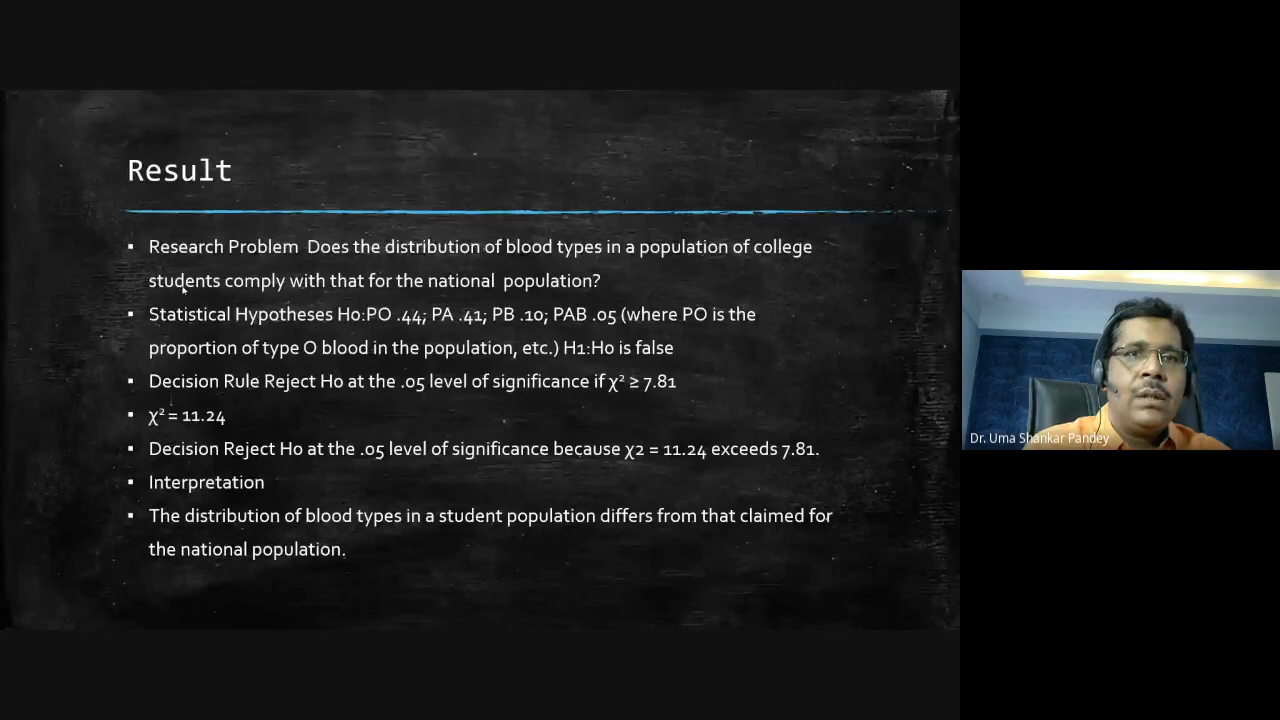 Result
▪ Research Problem Does the distribution of blood types in a population of college
students comply with that for the national population?
▪ Statistical Hypotheses H0:PO .44; PA .41; PB .10; PAB .05 (where PO is the
proportion of type O blood in the population, etc.) H1:H0 is false
▪ Decision Rule Reject H0 at the .05 level of significance if χ² ≥ 7.81
▪ χ² = 11.24
▪ Decision Reject H0 at the .05 level of significance because χ2 = 11.24 exceeds 7.81.
▪ Interpretation
▪ The distribution of blood types in a student population differs from that claimed for
the national population.
Dr. Uma Shankar Pandey